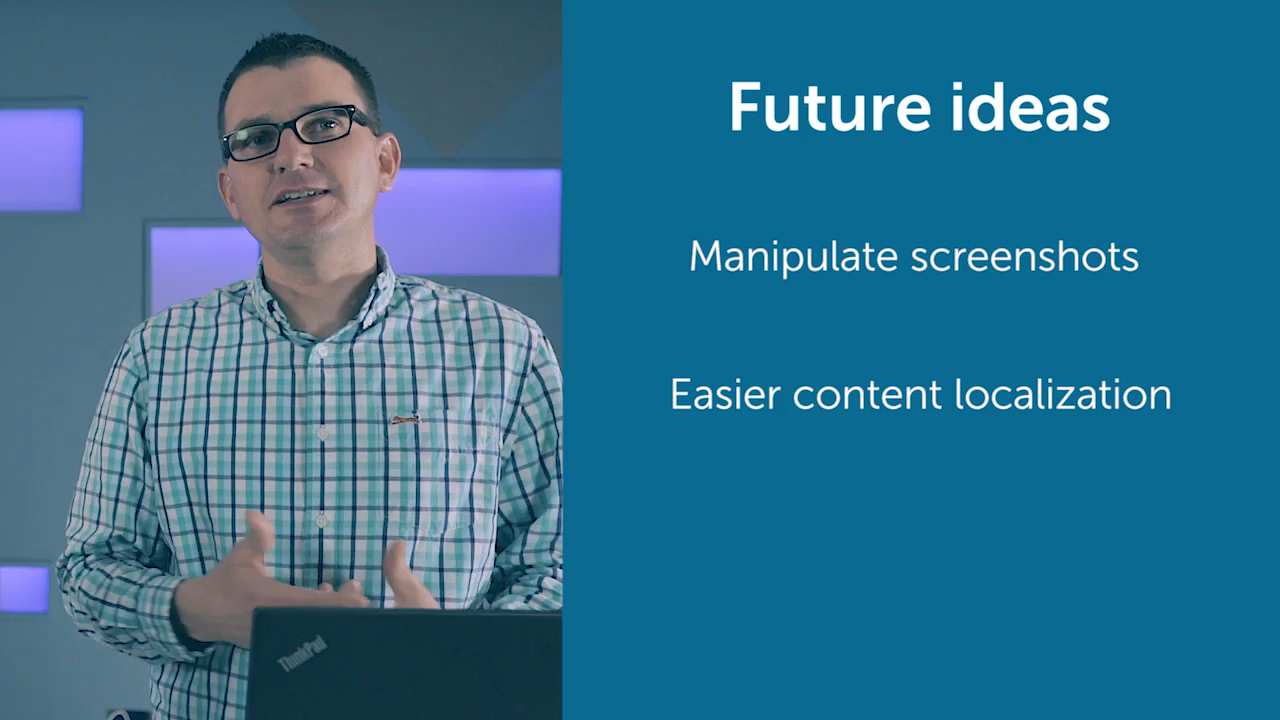 Future ideas
Manipulate screenshots
Easier content localization
ThinkPad